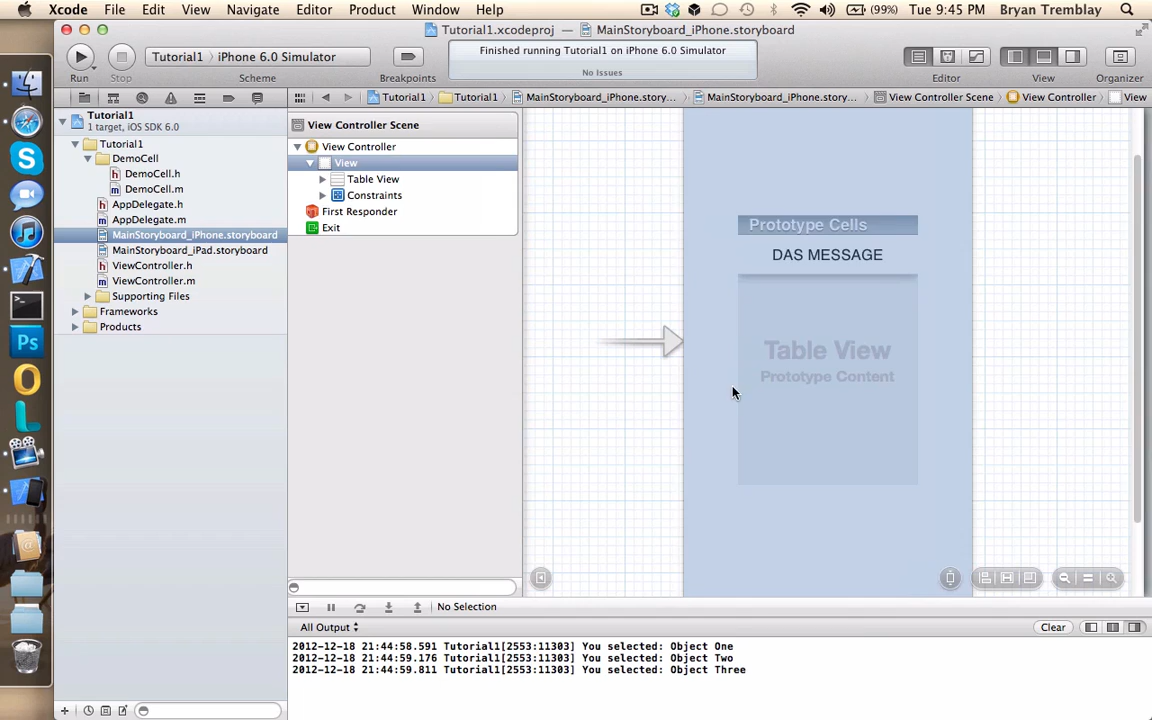 Xcode File Edit View Navigate Editor Product Window Help (99%) Tue 9:45 PM Bryan Tremblay
Tutorial1.xcodeproj — MainStoryboard_iPhone.storyboard
Tutorial1 〉 iPhone 6.0 Simulator
Finished running Tutorial1 on iPhone 6.0 Simulator
No Issues
Run Stop Scheme Breakpoints Editor View Organizer
Tutorial1 Tutorial1 MainStoryboard_iPhone.story... MainStoryboard_iPhone.story... View Controller Scene View Controller View
Tutorial1
1 target, iOS SDK 6.0
Tutorial1
DemoCell
DemoCell.h
DemoCell.m
AppDelegate.h
AppDelegate.m
MainStoryboard_iPhone.storyboard
MainStoryboard_iPad.storyboard
ViewController.h
ViewController.m
Supporting Files
Frameworks
Products
View Controller Scene
View Controller
View
Table View
Constraints
First Responder
Exit
Prototype Cells
DAS MESSAGE
Table View
Prototype Content
No Selection
All Output
Clear
2012-12-18 21:44:58.591 Tutorial1[2553:11303] You selected: Object One
2012-12-18 21:44:59.176 Tutorial1[2553:11303] You selected: Object Two
2012-12-18 21:44:59.811 Tutorial1[2553:11303] You selected: Object Three